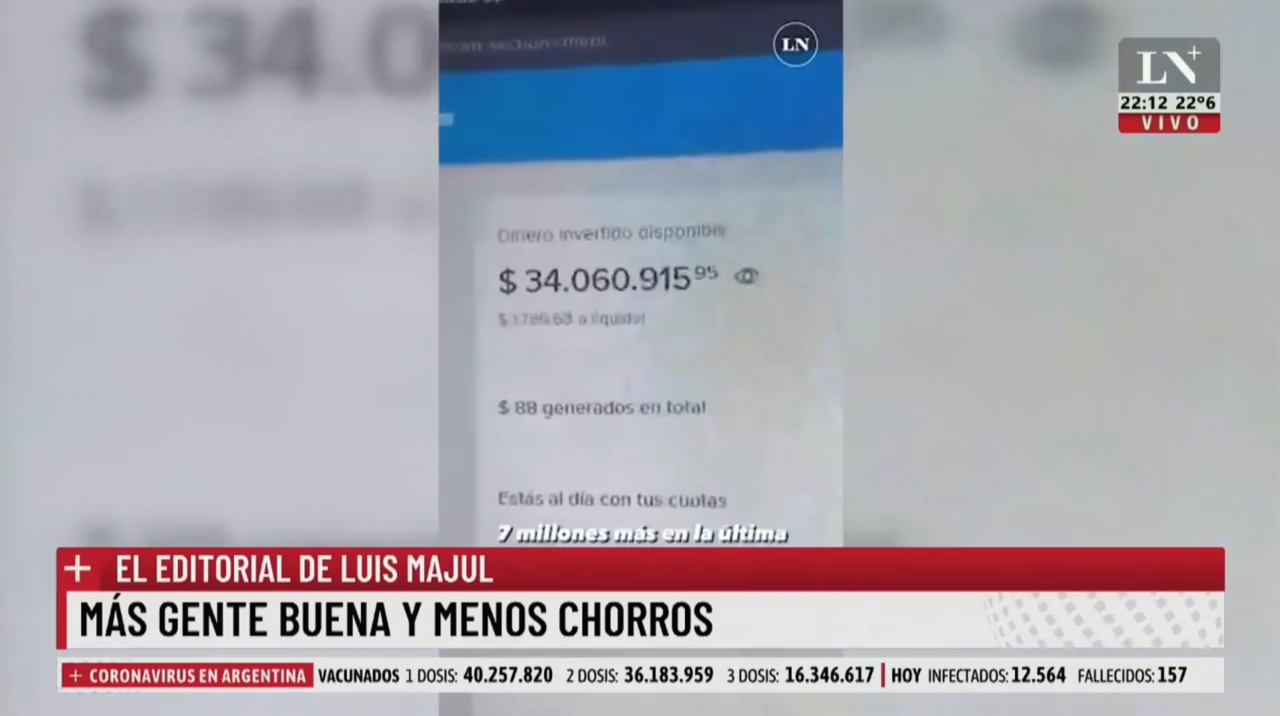 $ 34.0
LN
LN+
22:12 22°6
VIVO
Dinero invertido disponible
$ 34.060.915 95
a liquidar
$ 88 generados en total
Estás al día con tus cuotas
7 millones más en la última
+ EL EDITORIAL DE LUIS MAJUL
MÁS GENTE BUENA Y MENOS CHORROS
+ CORONAVIRUS EN ARGENTINA VACUNADOS 1 DOSIS: 40.257.820 2 DOSIS: 36.183.959 3 DOSIS: 16.346.617 HOY INFECTADOS: 12.564 FALLECIDOS: 157